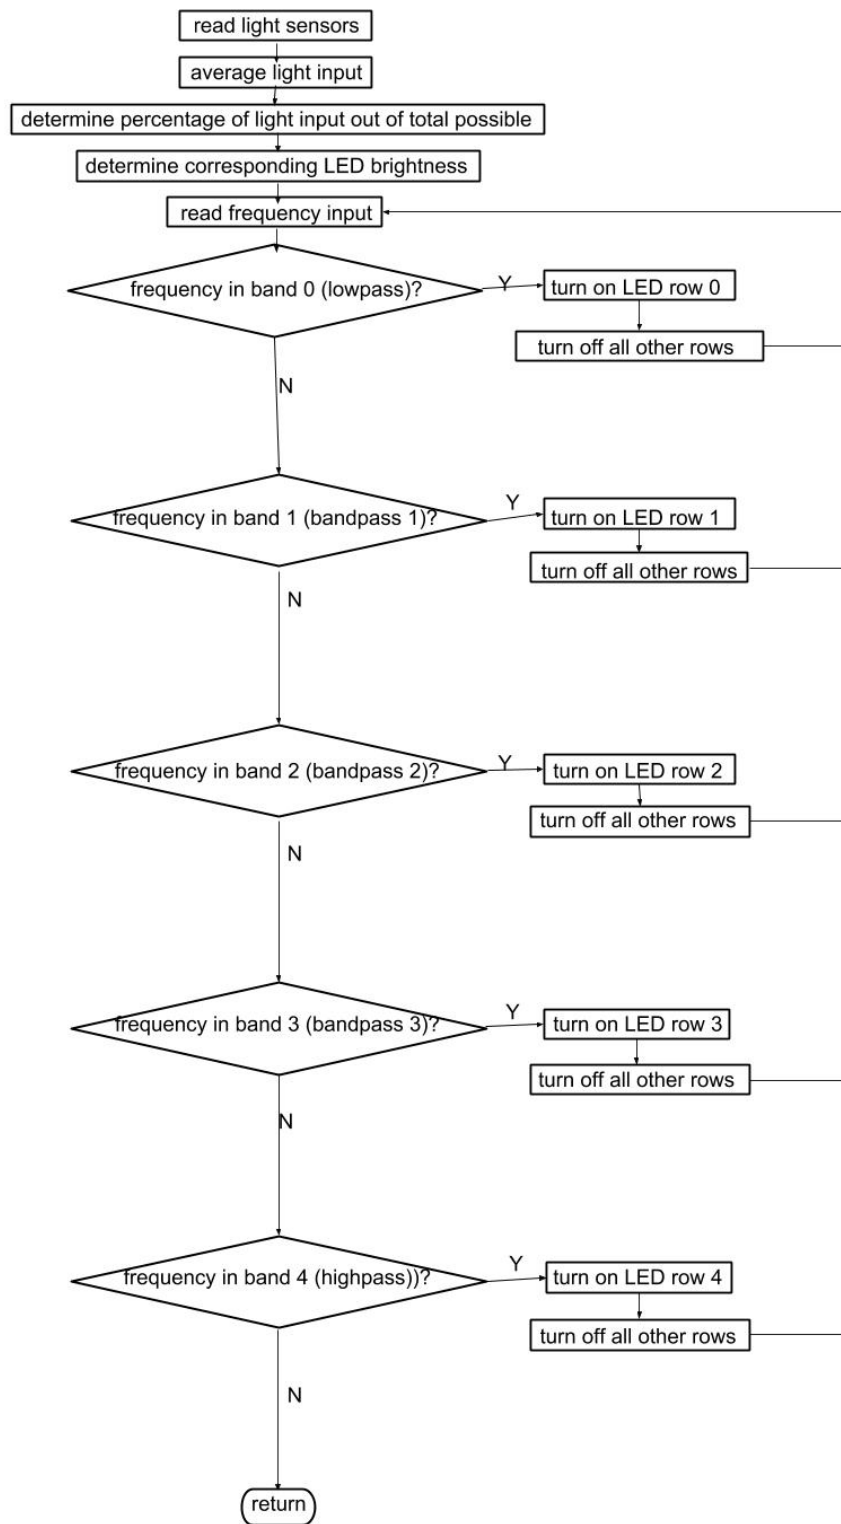 read light sensors
average light input
determine percentage of light input out of total possible
determine corresponding LED brightness
read frequency input
frequency in band 0 (lowpass)?
Y
turn on LED row 0
turn off all other rows
N
frequency in band 1 (bandpass 1)?
Y
turn on LED row 1
turn off all other rows
N
frequency in band 2 (bandpass 2)?
Y
turn on LED row 2
turn off all other rows
N
frequency in band 3 (bandpass 3)?
Y
turn on LED row 3
turn off all other rows
N
frequency in band 4 (highpass))?
Y
turn on LED row 4
turn off all other rows
N
return